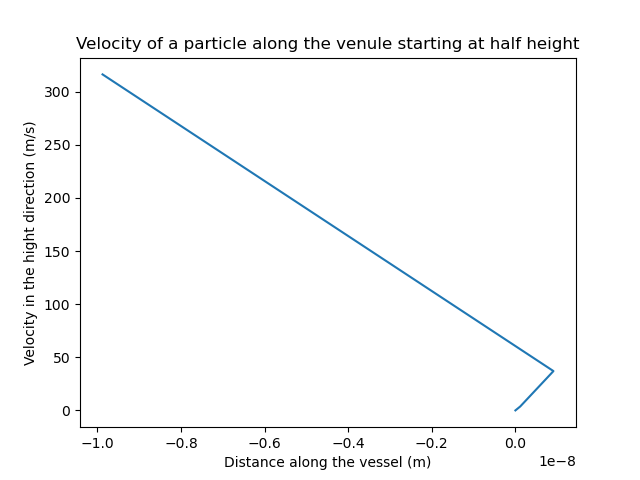 Velocity of a particle along the venule starting at half height
300
250
200
150
100
50
0
Velocity in the hight direction (m/s)
−1.0 −0.8 −0.6 −0.4 −0.2 0.0
1e−8
Distance along the vessel (m)